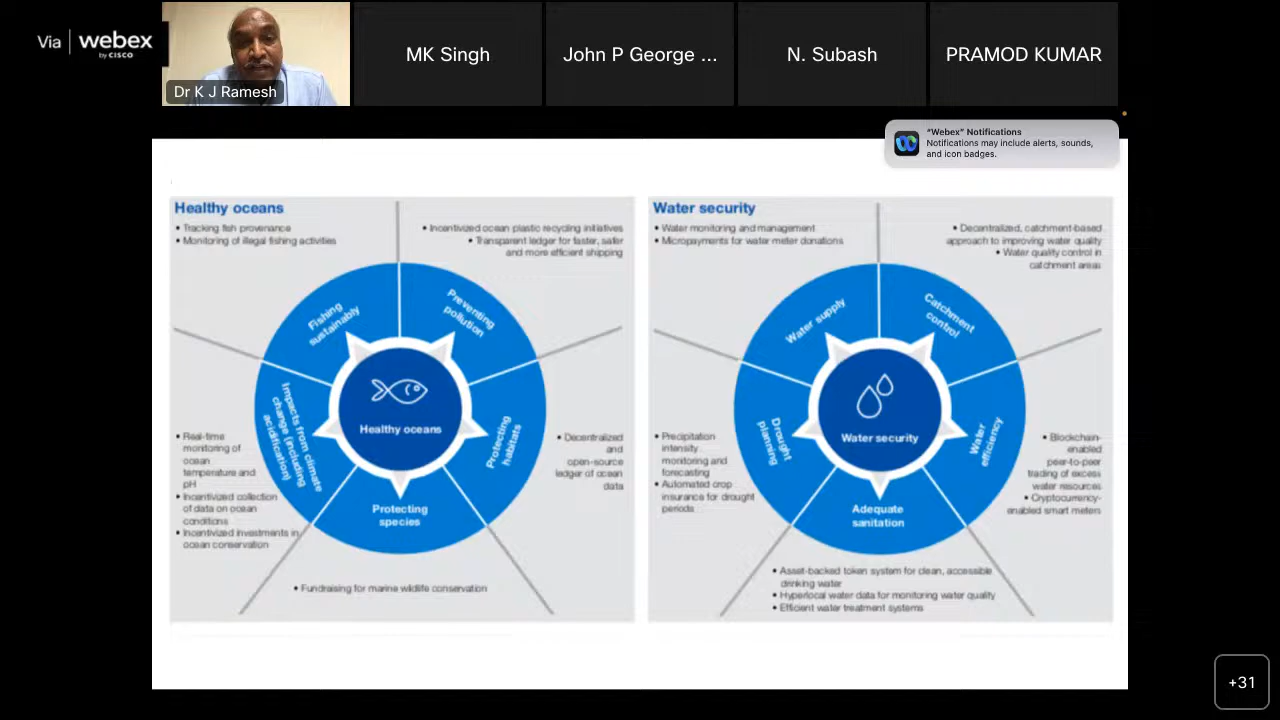 Via webex
by CISCO
Dr K J Ramesh
MK Singh
John P George ...
N. Subash
PRAMOD KUMAR
"Webex" Notifications
Notifications may include alerts, sounds,
and icon badges.
Healthy oceans
• Tracking fish provenance
• Monitoring of illegal fishing activities
• Incentivized ocean plastic recycling initiatives
• Transparent ledger for faster, safer
and more efficient shipping
Fishing
sustainably
Preventing
pollution
Impacts from climate
change (including
acidification)
Healthy oceans
Protecting
habitats
Protecting
species
• Real-time
monitoring of
ocean
temperature and
pH
• Incentivized collection
of data on ocean
conditions
• Incentivized investments in
ocean conservation
• Decentralized
and
open-source
ledger of ocean
data
• Fundraising for marine wildlife conservation
Water security
• Water monitoring and management
• Micropayments for water meter donations
• Decentralized, catchment-based
approach to improving water quality
• Water quality control in
catchment areas
Water supply
Catchment
control
Drought
planning
Water security
Water
efficiency
Adequate
sanitation
• Precipitation
intensity
monitoring and
forecasting
• Automated crop
insurance for drought
periods
• Blockchain-
enabled
peer-to-peer
trading of excess
water resources
• Cryptocurrency-
enabled smart meters
• Asset-backed token system for clean, accessible
drinking water
• Hyperlocal water data for monitoring water quality
• Efficient water treatment systems
+31